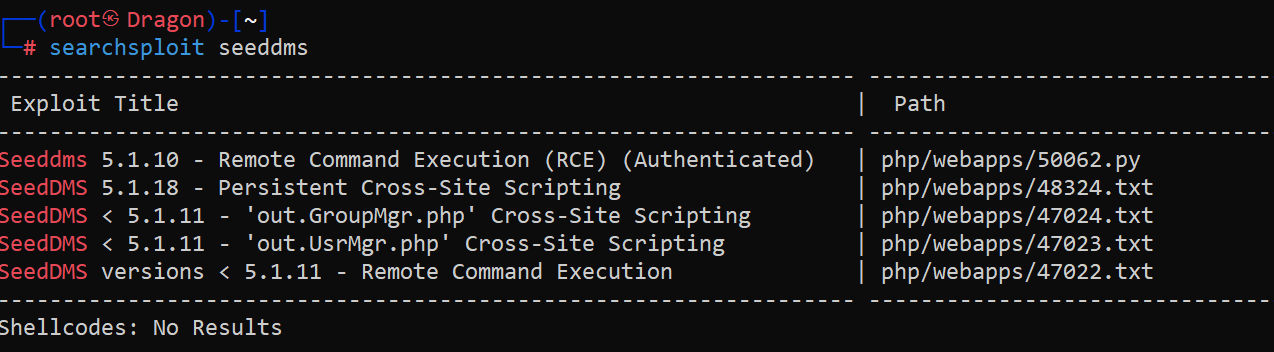 ┌──(root㉿Dragon)-[~]
└─# searchsploit seeddms
---------------------------------------------------------------- ------------------------------
Exploit Title | Path
---------------------------------------------------------------- ------------------------------
Seeddms 5.1.10 - Remote Command Execution (RCE) (Authenticated) | php/webapps/50062.py
SeedDMS 5.1.18 - Persistent Cross-Site Scripting | php/webapps/48324.txt
SeedDMS < 5.1.11 - 'out.GroupMgr.php' Cross-Site Scripting | php/webapps/47024.txt
SeedDMS < 5.1.11 - 'out.UsrMgr.php' Cross-Site Scripting | php/webapps/47023.txt
SeedDMS versions < 5.1.11 - Remote Command Execution | php/webapps/47022.txt
---------------------------------------------------------------- ------------------------------
Shellcodes: No Results